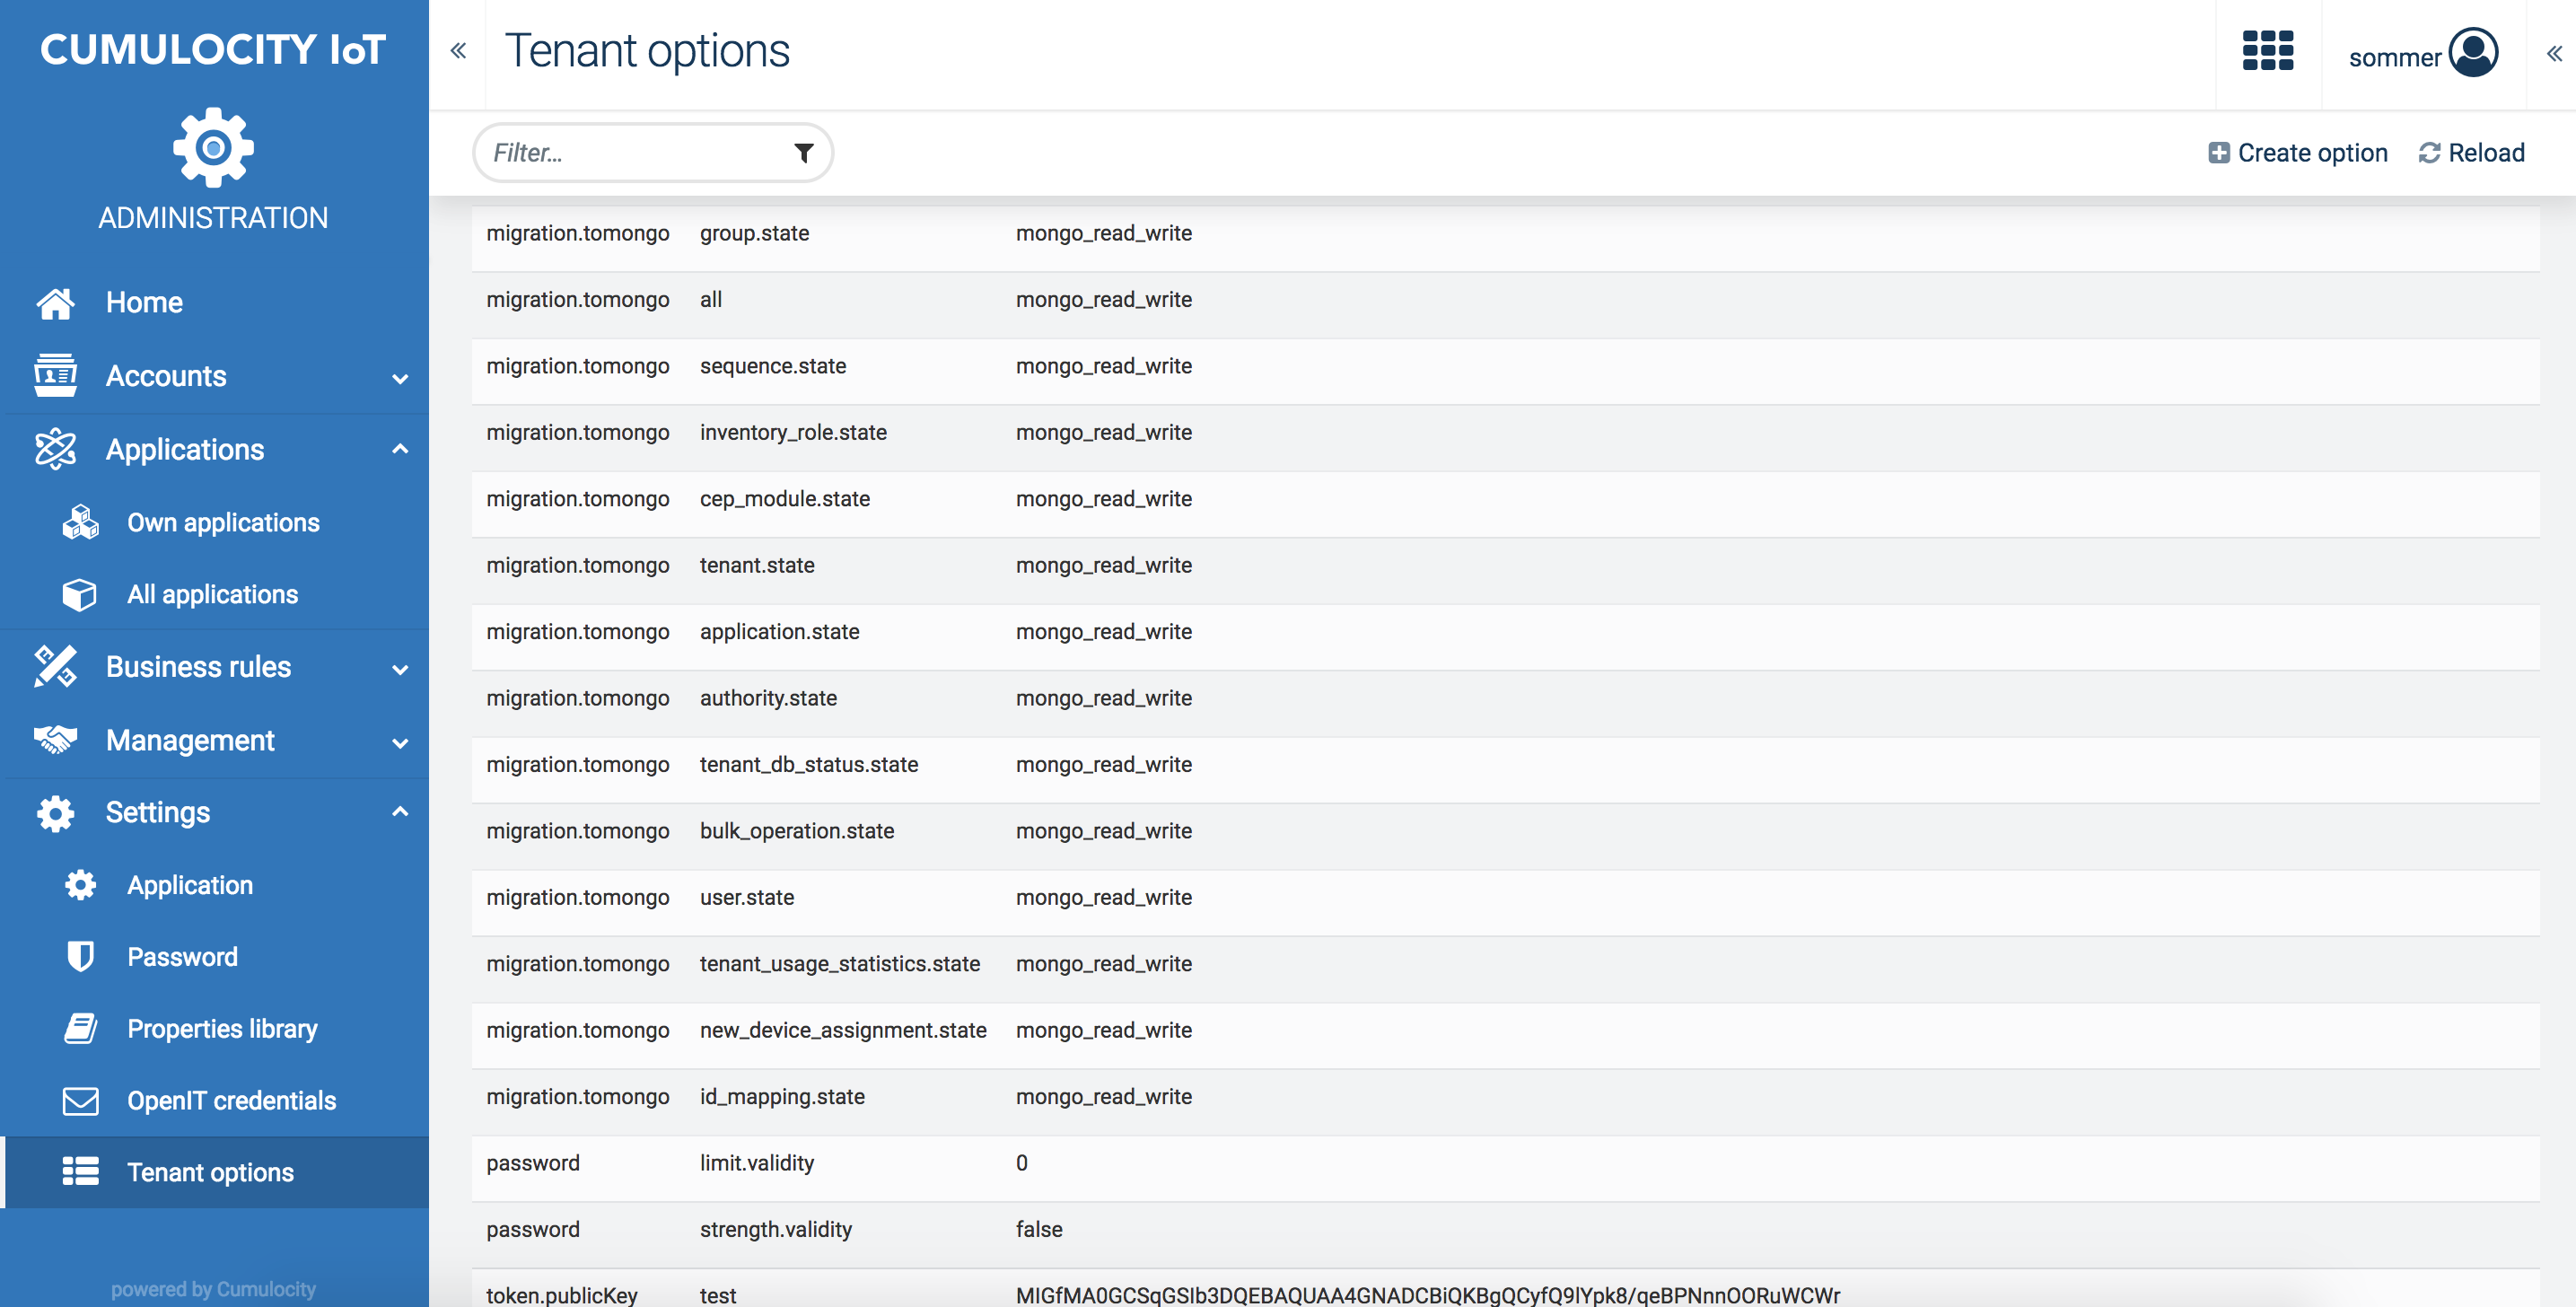 CUMULOCITY IoT
ADMINISTRATION
Home
Accounts
Applications
Own applications
All applications
Business rules
Management
Settings
Application
Password
Properties library
OpenIT credentials
Tenant options
powered by Cumulocity
Tenant options
sommer
Filter...
Create option Reload
migration.tomongo group.state mongo_read_write
migration.tomongo all mongo_read_write
migration.tomongo sequence.state mongo_read_write
migration.tomongo inventory_role.state mongo_read_write
migration.tomongo cep_module.state mongo_read_write
migration.tomongo tenant.state mongo_read_write
migration.tomongo application.state mongo_read_write
migration.tomongo authority.state mongo_read_write
migration.tomongo tenant_db_status.state mongo_read_write
migration.tomongo bulk_operation.state mongo_read_write
migration.tomongo user.state mongo_read_write
migration.tomongo tenant_usage_statistics.state mongo_read_write
migration.tomongo new_device_assignment.state mongo_read_write
migration.tomongo id_mapping.state mongo_read_write
password limit.validity 0
password strength.validity false
token.publicKey test MIGfMA0GCSqGSIb3DQEBAQUAA4GNADCBiQKBgQCyfQ9lYpk8/qeBPNnnOORuWCWr